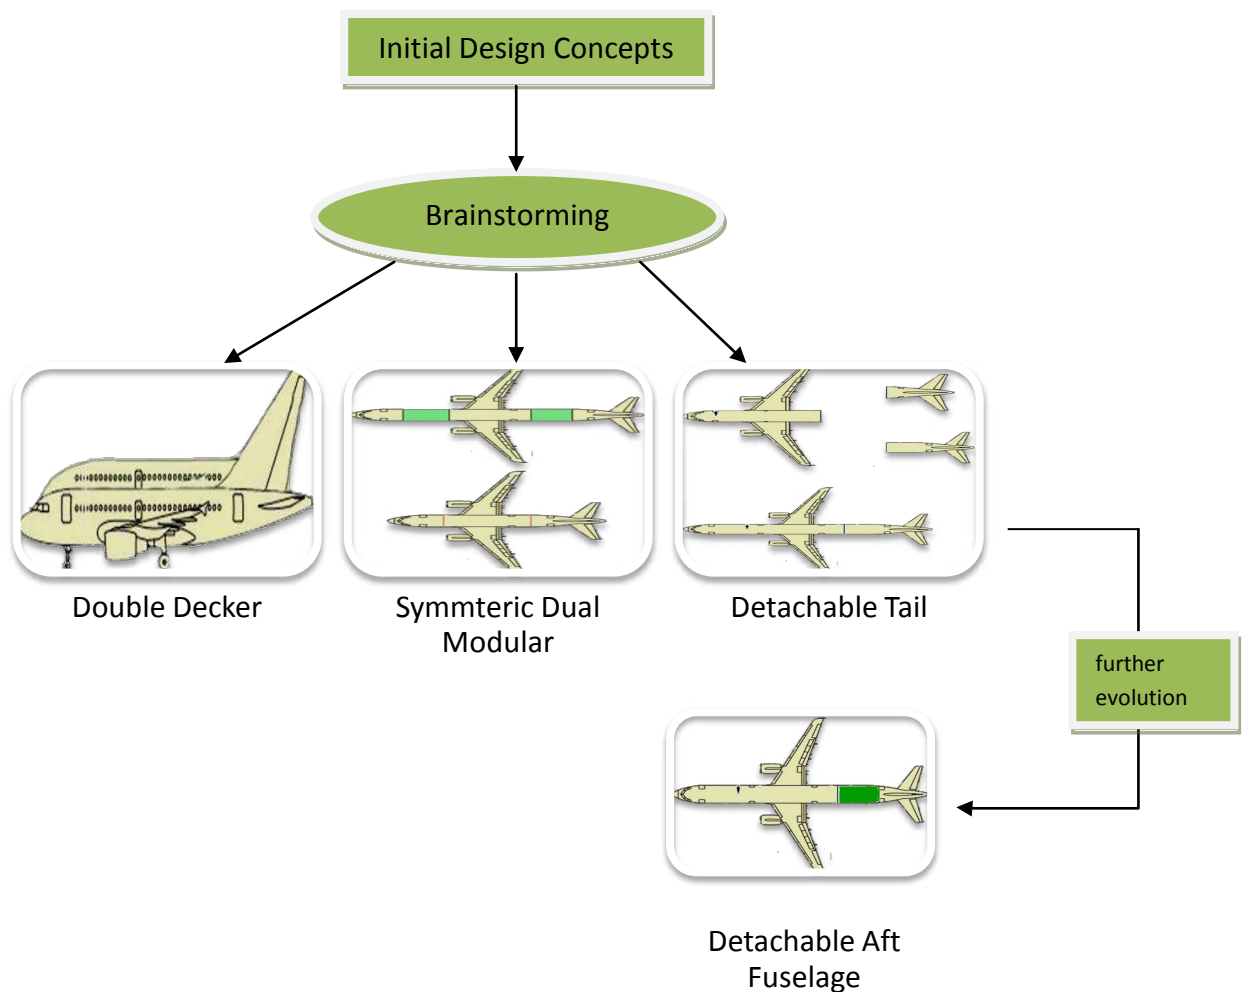 Initial Design Concepts
Brainstorming
Double Decker
Symmteric Dual
Modular
Detachable Tail
further
evolution
Detachable Aft
Fuselage